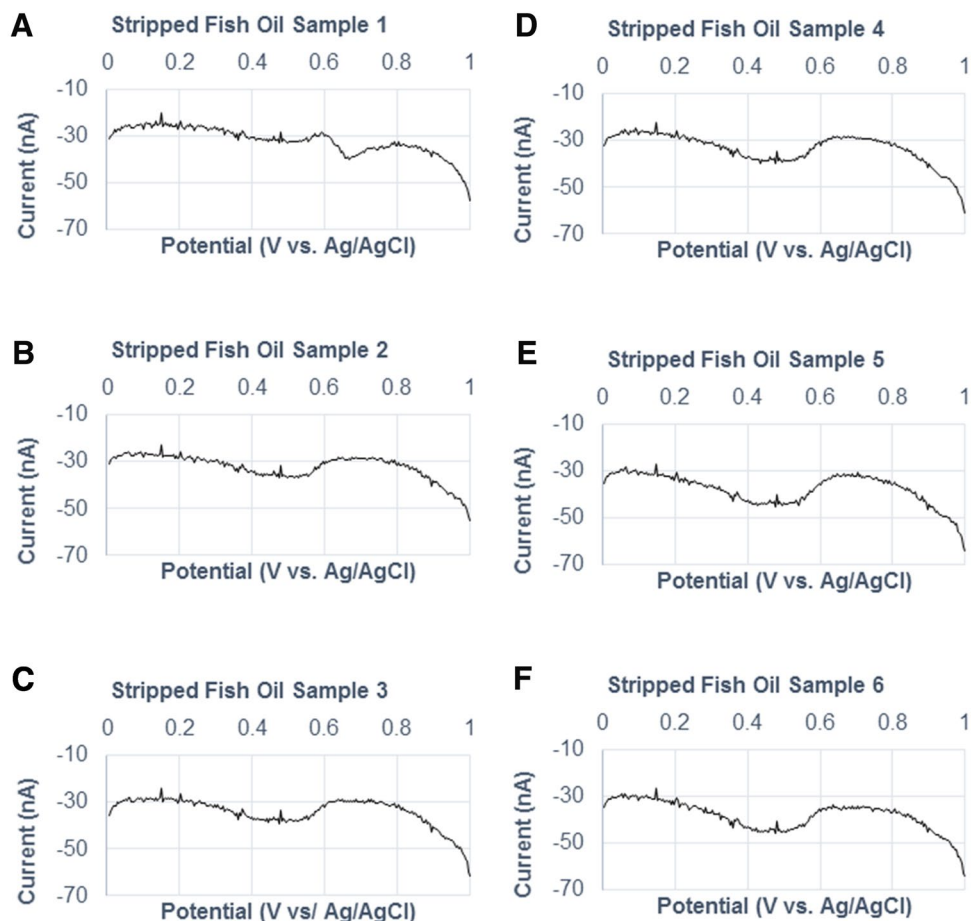 A
Stripped Fish Oil Sample 1
0 0.2 0.4 0.6 0.8 1
-10
-30
-50
-70
Current (nA)
Potential (V vs. Ag/AgCl)
B
Stripped Fish Oil Sample 2
0 0.2 0.4 0.6 0.8 1
-10
-30
-50
-70
Current (nA)
Potential (V vs. Ag/AgCl)
C
Stripped Fish Oil Sample 3
0 0.2 0.4 0.6 0.8 1
-10
-30
-50
-70
Current (nA)
Potential (V vs/ Ag/AgCl)
D
Stripped Fish Oil Sample 4
0 0.2 0.4 0.6 0.8 1
-10
-30
-50
-70
Current (nA)
Potential (V vs. Ag/AgCl)
E
Stripped Fish Oil Sample 5
0 0.2 0.4 0.6 0.8 1
-10
-30
-50
-70
Current (nA)
Potential (V vs. Ag/AgCl)
F
Stripped Fish Oil Sample 6
0 0.2 0.4 0.6 0.8 1
-10
-30
-50
-70
Current (nA)
Potential (V vs. Ag/AgCl)